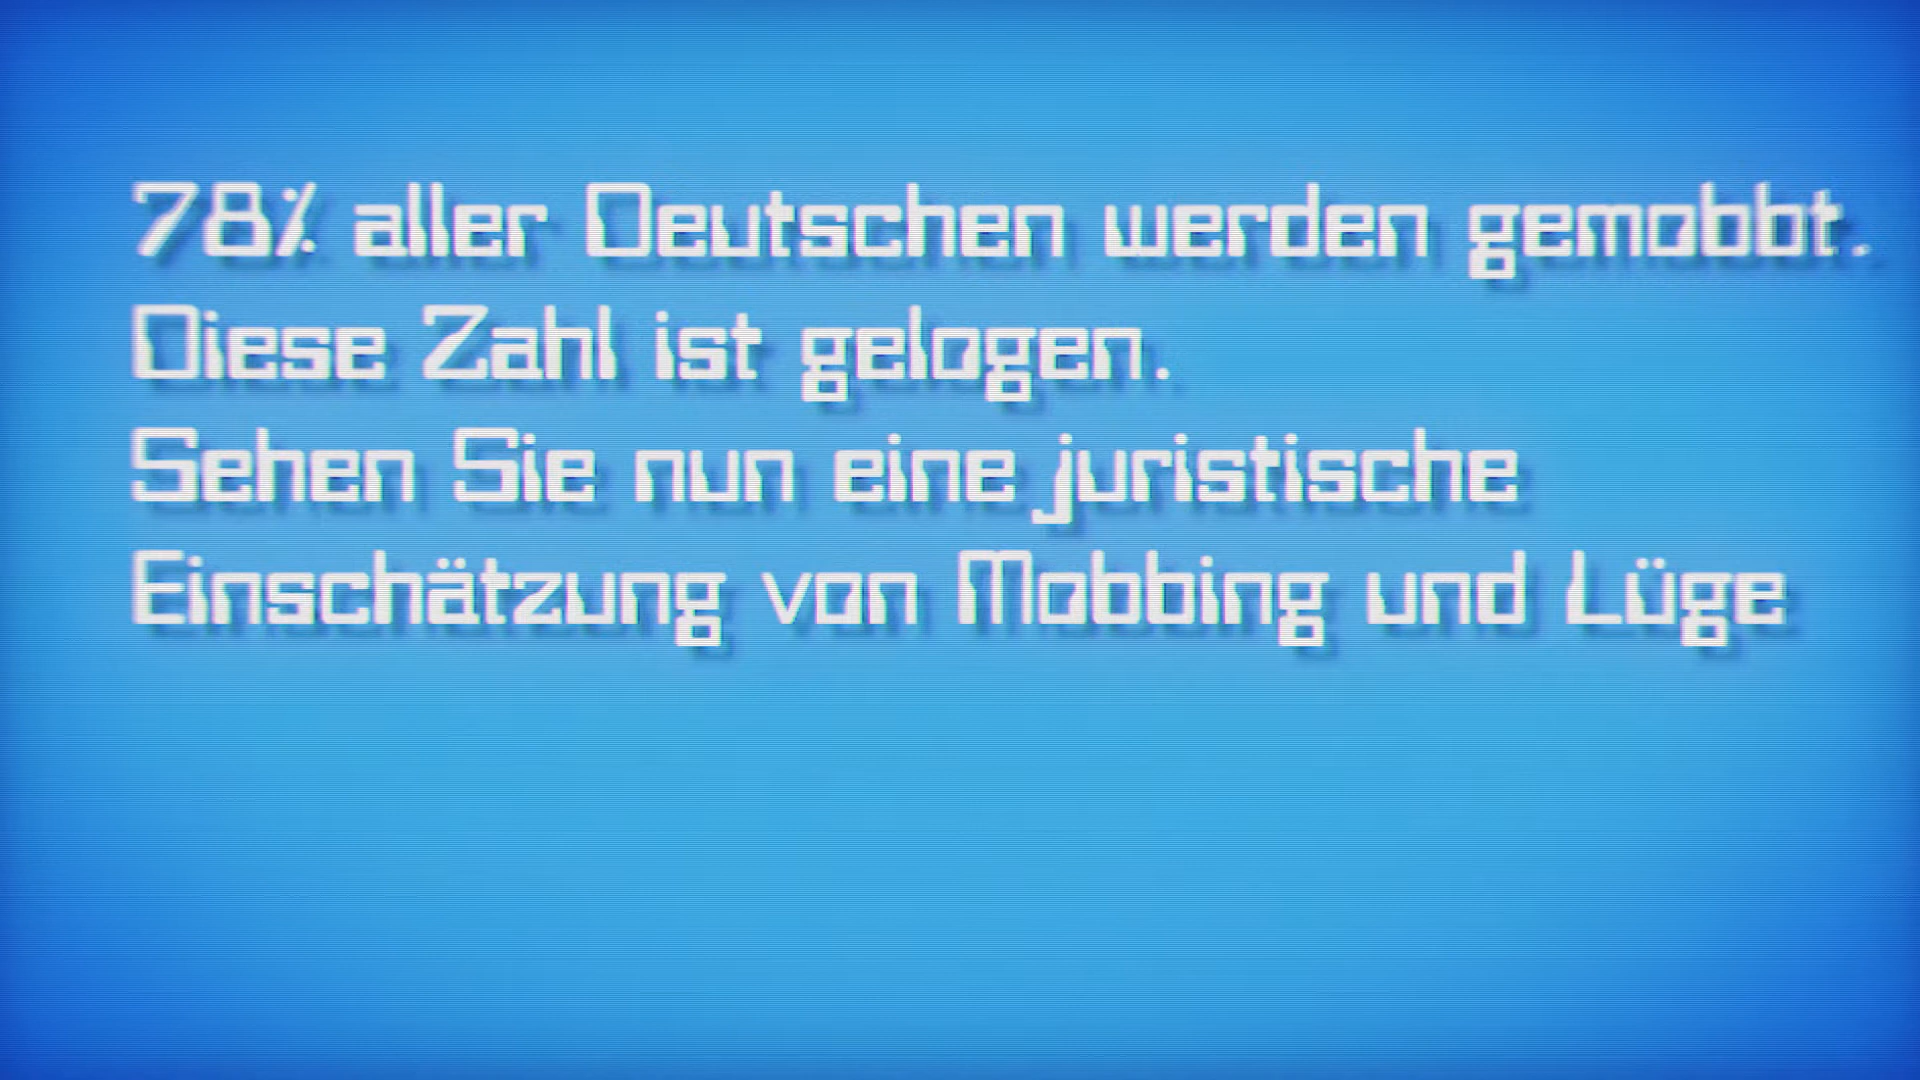 78% aller Deutschen werden gemobbt.
Diese Zahl ist gelogen.
Sehen Sie nun eine juristische
Einschätzung von Mobbing und Lüge